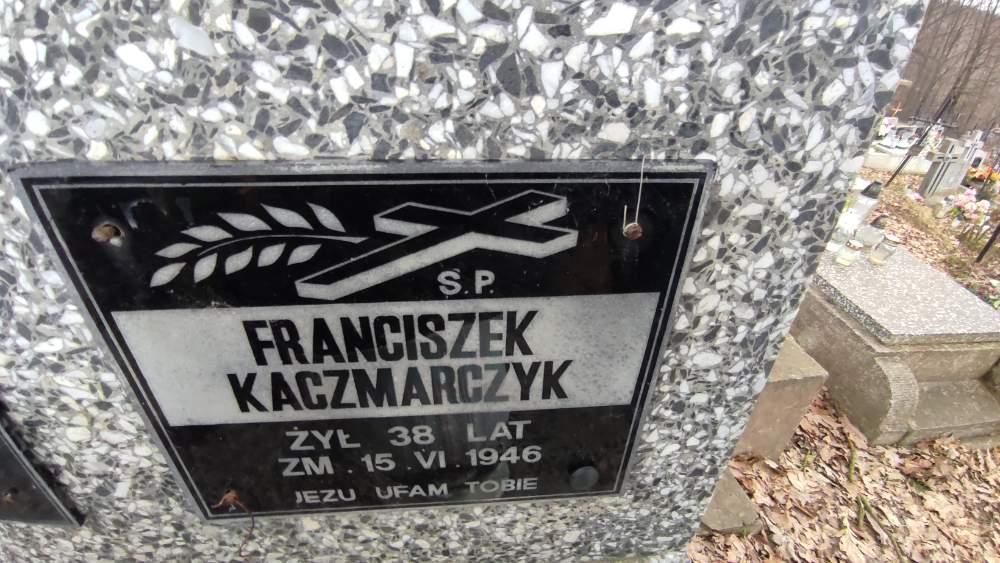 S.P.
FRANCISZEK
KACZMARCZYK
ŻYŁ 38 LAT
ZM. 15. VI. 1946
JEZU UFAM TOBIE